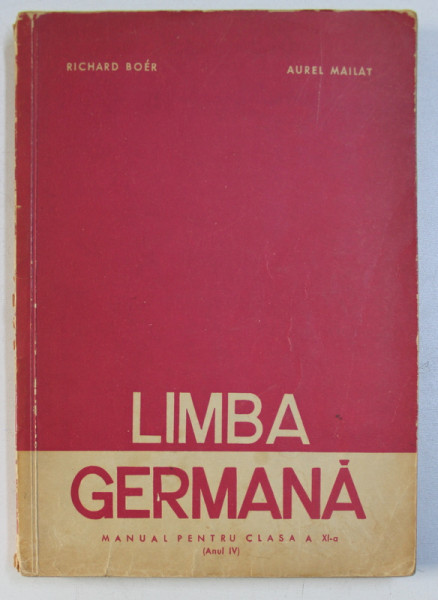 RICHARD BOÉR AUREL MAILAT
LIMBA
GERMANĂ
MANUAL PENTRU CLASA A XI-a
(Anul IV)